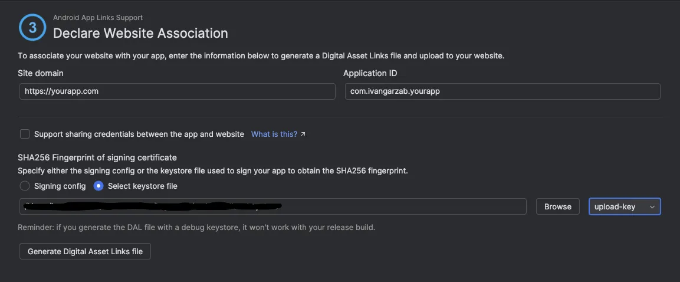 Android App Links Support
3
Declare Website Association
To associate your website with your app, enter the information below to generate a Digital Asset Links file and upload to your website.
Site domain
Application ID
https://yourapp.com
com.ivangarzab.yourapp
Support sharing credentials between the app and website What is this? ↗
SHA256 Fingerprint of signing certificate
Specify either the signing config or the keystore file used to sign your app to obtain the SHA256 fingerprint.
Signing config Select keystore file
Browse upload-key
Reminder: if you generate the DAL file with a debug keystore, it won't work with your release build.
Generate Digital Asset Links file